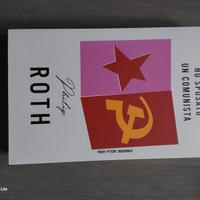 HO SPOSATO
UN COMUNISTA
Philip
ROTH